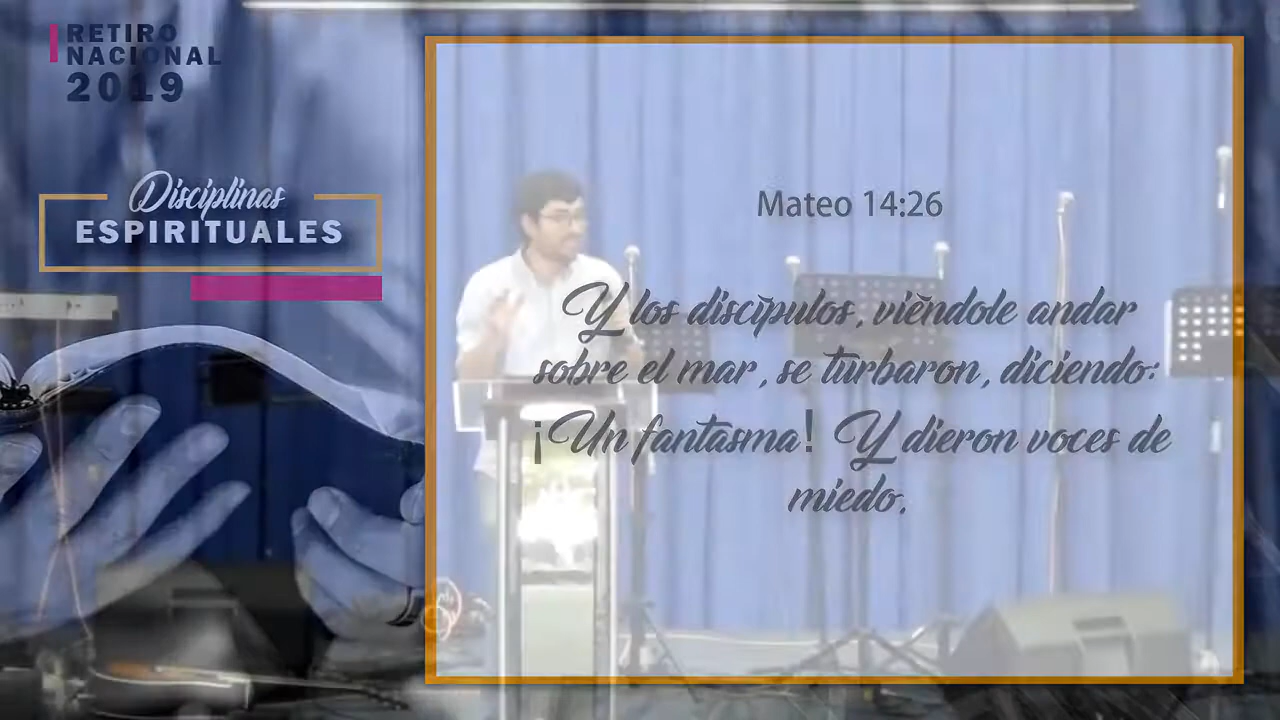 RETIRO
NACIONAL
2019
Disciplinas
ESPIRITUALES
Mateo 14:26
Y los discípulos, viéndole andar
sobre el mar, se turbaron, diciendo:
¡Un fantasma! Y dieron voces de
miedo.